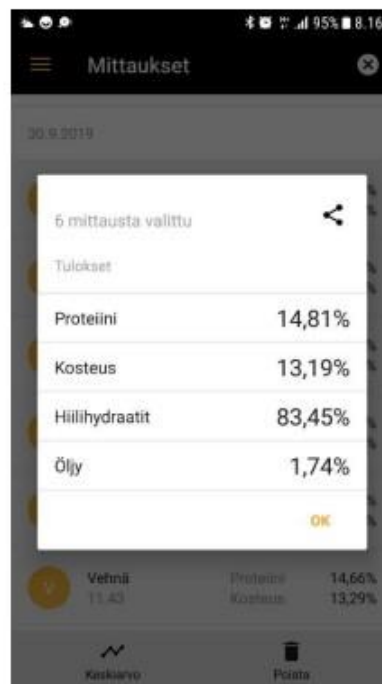 95% 8.16
Mittaukset
30.9.2019
6 mittausta valittu
Tulokset
Proteiini 14,81%
Kosteus 13,19%
Hiilihydraatit 83,45%
Öljy 1,74%
OK
V Vehnä Proteiini 14,66%
11.43 Kosteus 13,29%
Keskiarvo Poista